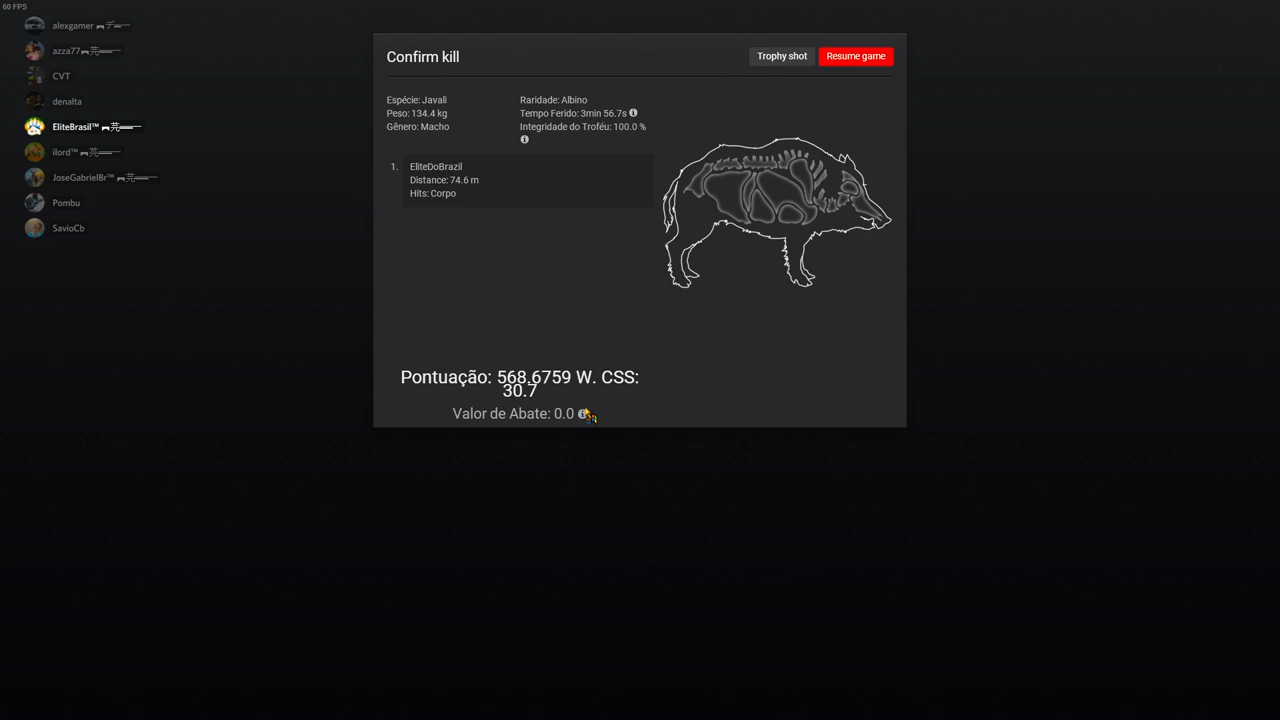 60 FPS
alexgamer
azza77
CVT
denalta
EliteBrasil™
ilord™
JoseGabrielBr™
Pombu
SavioCb
Confirm kill
Trophy shot
Resume game
Espécie: Javali
Peso: 134.4 kg
Gênero: Macho
Raridade: Albino
Tempo Ferido: 3min 56.7s
Integridade do Troféu: 100.0 %
1.
EliteDoBrazil
Distance: 74.6 m
Hits: Corpo
Pontuação: 568.6759 W. CSS:
30.7
Valor de Abate: 0.0